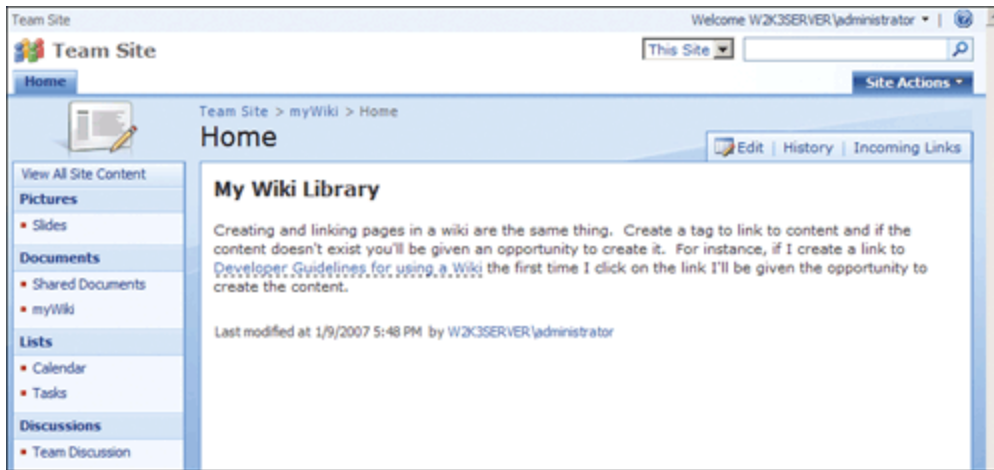 Team Site
Welcome W2K3SERVER\administrator
Team Site
This Site
Home
Site Actions
Team Site > myWiki > Home
Home
Edit | History | Incoming Links
View All Site Content
Pictures
Slides
Documents
Shared Documents
myWiki
Lists
Calendar
Tasks
Discussions
Team Discussion
My Wiki Library
Creating and linking pages in a wiki are the same thing. Create a tag to link to content and if the
content doesn't exist you'll be given an opportunity to create it. For instance, if I create a link to
Developer Guidelines for using a Wiki the first time I click on the link I'll be given the opportunity to
create the content.
Last modified at 1/9/2007 5:48 PM by W2K3SERVER\administrator